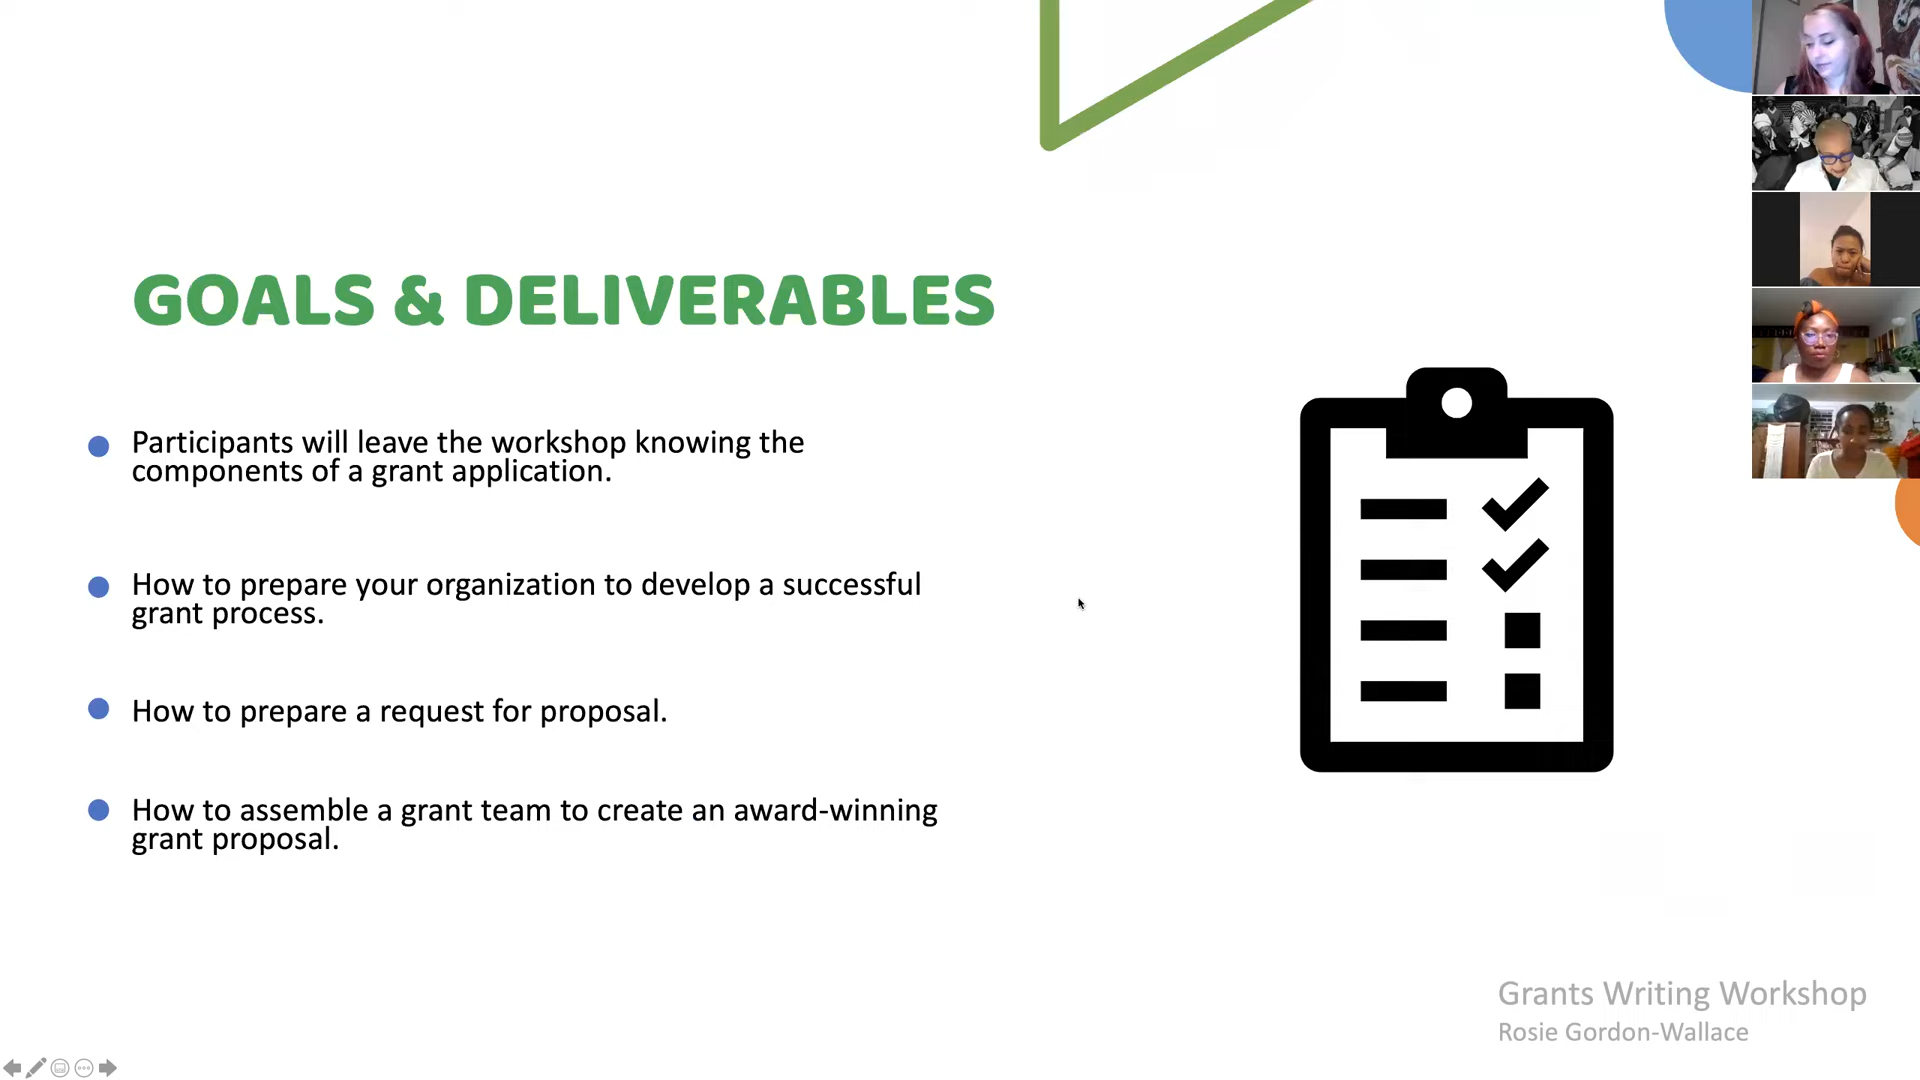 GOALS & DELIVERABLES
Participants will leave the workshop knowing the
components of a grant application.
How to prepare your organization to develop a successful
grant process.
How to prepare a request for proposal.
How to assemble a grant team to create an award-winning
grant proposal.
Grants Writing Workshop
Rosie Gordon-Wallace